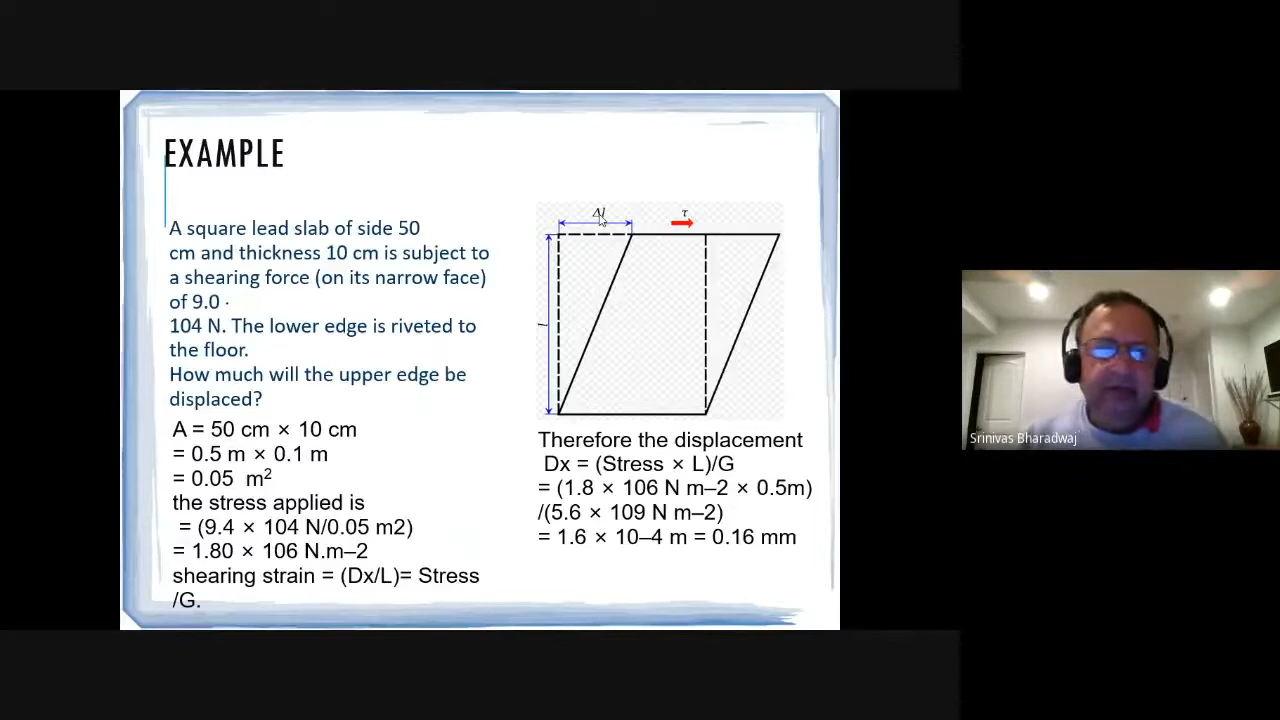 EXAMPLE
A square lead slab of side 50
cm and thickness 10 cm is subject to
a shearing force (on its narrow face)
of 9.0 ·
104 N. The lower edge is riveted to
the floor.
How much will the upper edge be
displaced?
A = 50 cm × 10 cm
= 0.5 m × 0.1 m
= 0.05 m²
the stress applied is
= (9.4 × 104 N/0.05 m2)
= 1.80 × 106 N.m–2
shearing strain = (Dx/L)= Stress
/G.
Δl
τ
l
Therefore the displacement
Dx = (Stress × L)/G
= (1.8 × 106 N m–2 × 0.5m)
/(5.6 × 109 N m–2)
= 1.6 × 10–4 m = 0.16 mm
Srinivas Bharadwaj